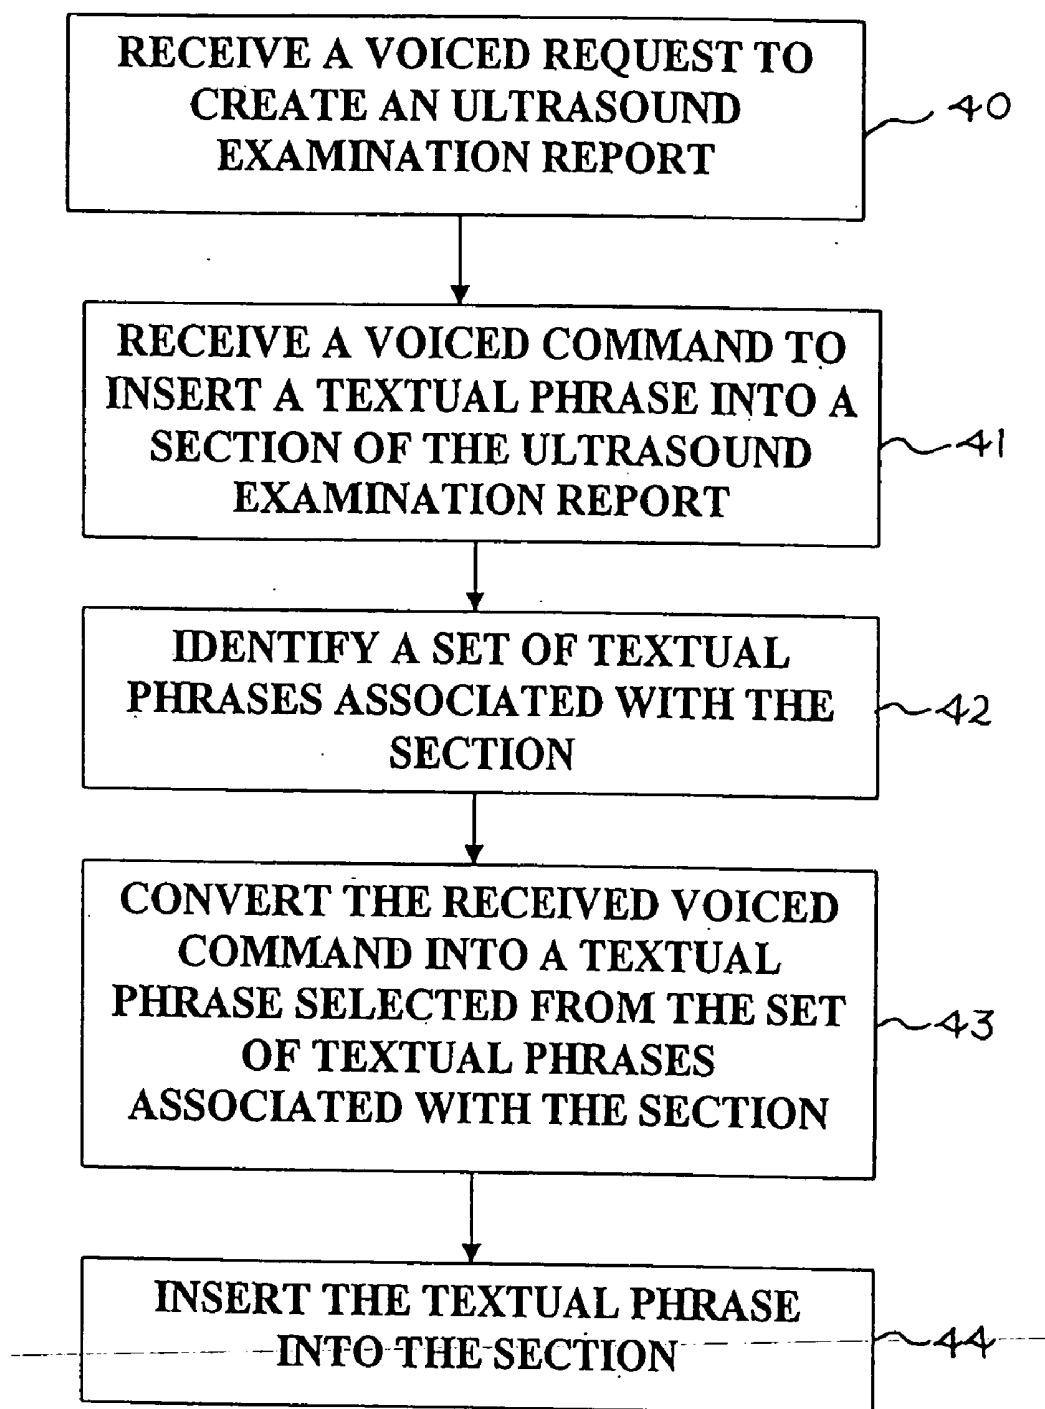 RECEIVE A VOICED REQUEST TO
CREATE AN ULTRASOUND
EXAMINATION REPORT
40
RECEIVE A VOICED COMMAND TO
INSERT A TEXTUAL PHRASE INTO A
SECTION OF THE ULTRASOUND
EXAMINATION REPORT
41
IDENTIFY A SET OF TEXTUAL
PHRASES ASSOCIATED WITH THE
SECTION
42
CONVERT THE RECEIVED VOICED
COMMAND INTO A TEXTUAL
PHRASE SELECTED FROM THE SET
OF TEXTUAL PHRASES
ASSOCIATED WITH THE SECTION
43
INSERT THE TEXTUAL PHRASE
INTO THE SECTION
44